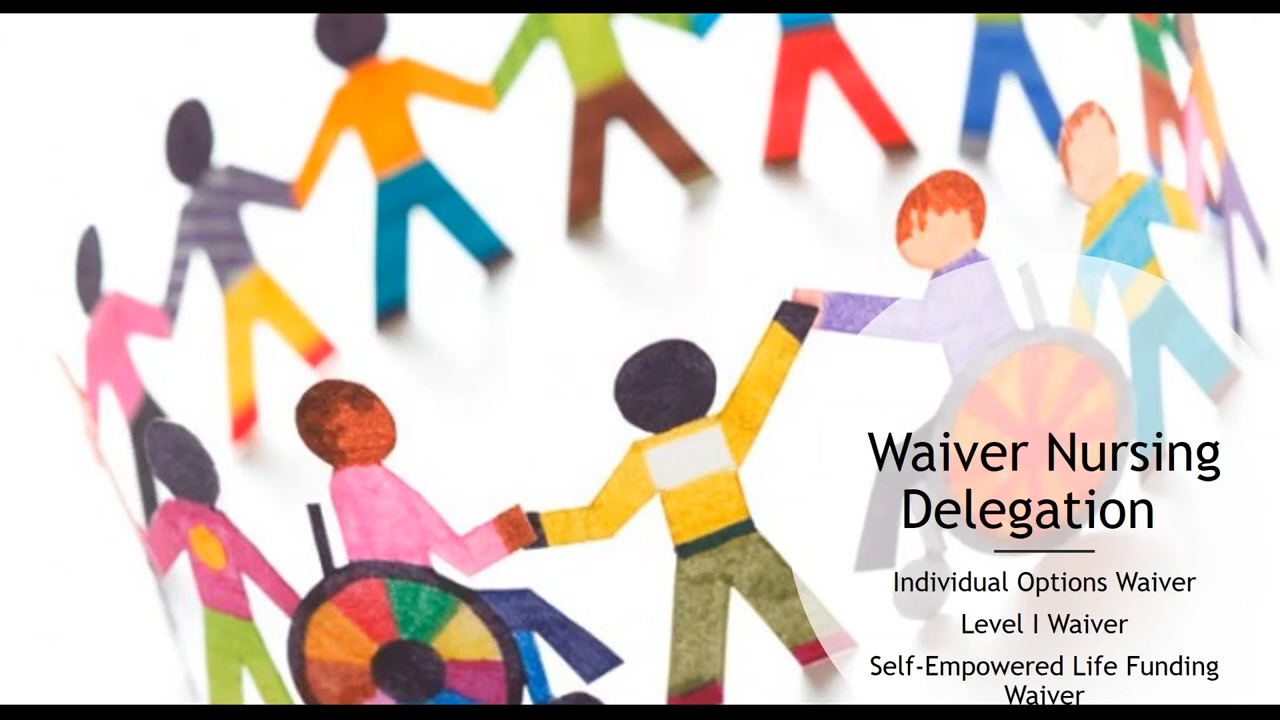 Waiver Nursing
Delegation
Individual Options Waiver
Level I Waiver
Self-Empowered Life Funding
Waiver